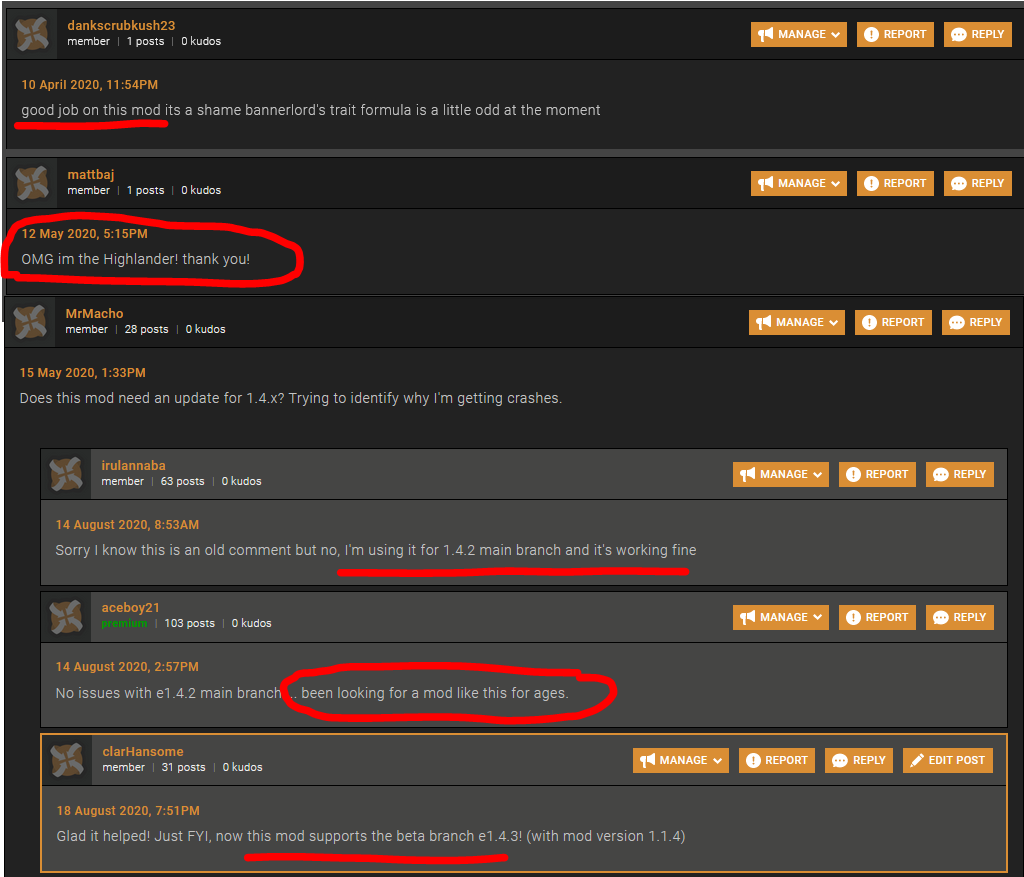 dankscrubkush23
member | 1 posts | 0 kudos
MANAGE REPORT REPLY
10 April 2020, 11:54PM
good job on this mod its a shame bannerlord's trait formula is a little odd at the moment
mattbaj
member | 1 posts | 0 kudos
MANAGE REPORT REPLY
12 May 2020, 5:15PM
OMG im the Highlander! thank you!
MrMacho
member | 28 posts | 0 kudos
MANAGE REPORT REPLY
15 May 2020, 1:33PM
Does this mod need an update for 1.4.x? Trying to identify why I'm getting crashes.
irulannaba
member | 63 posts | 0 kudos
MANAGE REPORT REPLY
14 August 2020, 8:53AM
Sorry I know this is an old comment but no, I'm using it for 1.4.2 main branch and it's working fine
aceboy21
premium | 103 posts | 0 kudos
MANAGE REPORT REPLY
14 August 2020, 2:57PM
No issues with e1.4.2 main branch... been looking for a mod like this for ages.
clarHansome
member | 31 posts | 0 kudos
MANAGE REPORT REPLY EDIT POST
18 August 2020, 7:51PM
Glad it helped! Just FYI, now this mod supports the beta branch e1.4.3! (with mod version 1.1.4)